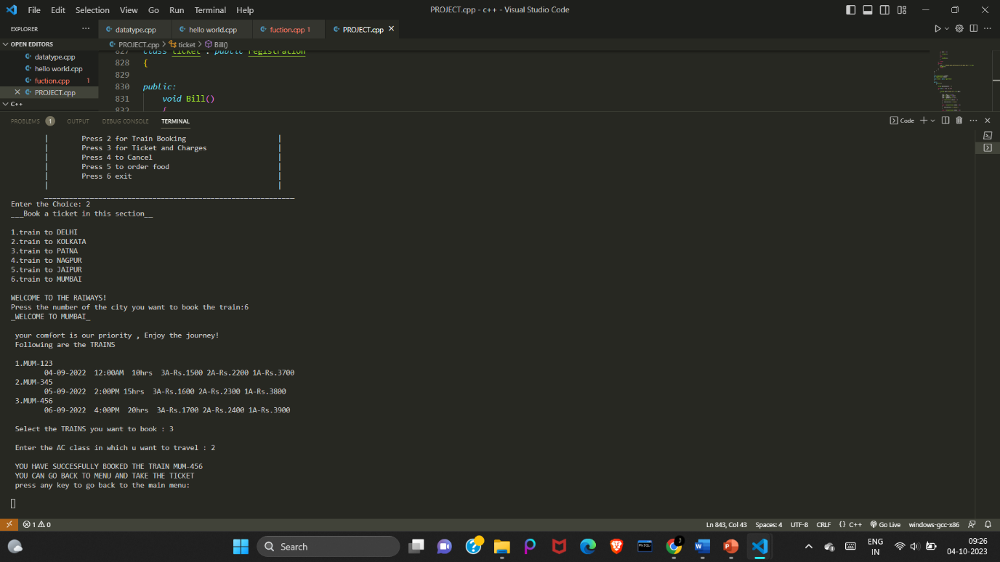 File Edit Selection View Go Run Terminal Help
PROJECT.cpp - c++ - Visual Studio Code
EXPLORER
datatype.cpp hello world.cpp fuction.cpp 1 PROJECT.cpp
OPEN EDITORS
PROJECT.cpp > ticket > Bill()
datatype.cpp
hello world.cpp
fuction.cpp 1
PROJECT.cpp
C++
827 class ticket : public registration
828 {
829
830 public:
831 void Bill()
832 {
PROBLEMS 1 OUTPUT DEBUG CONSOLE TERMINAL
Code
| Press 2 for Train Booking |
| Press 3 for Ticket and Charges |
| Press 4 to Cancel |
| Press 5 to order food |
| Press 6 exit |
| |
____________________________________________________________
Enter the Choice: 2
___Book a ticket in this section__
1.train to DELHI
2.train to KOLKATA
3.train to PATNA
4.train to NAGPUR
5.train to JAIPUR
6.train to MUMBAI
WELCOME TO THE RAIWAYS!
Press the number of the city you want to book the train:6
_WELCOME TO MUMBAI_
your comfort is our priority , Enjoy the journey!
Following are the TRAINS
1.MUM-123
04-09-2022 12:00AM 10hrs 3A-Rs.1500 2A-Rs.2200 1A-Rs.3700
2.MUM-345
05-09-2022 2:00PM 15hrs 3A-Rs.1600 2A-Rs.2300 1A-Rs.3800
3.MUM-456
06-09-2022 4:00PM 20hrs 3A-Rs.1700 2A-Rs.2400 1A-Rs.3900
Select the TRAINS you want to book : 3
Enter the AC class in which u want to travel : 2
YOU HAVE SUCCESFULLY BOOKED THE TRAIN MUM-456
YOU CAN GO BACK TO MENU AND TAKE THE TICKET
press any key to go back to the main menu:
1 0
Ln 843, Col 43 Spaces: 4 UTF-8 CRLF {} C++ Go Live windows-gcc-x86
Search
ENG
IN
09:26
04-10-2023